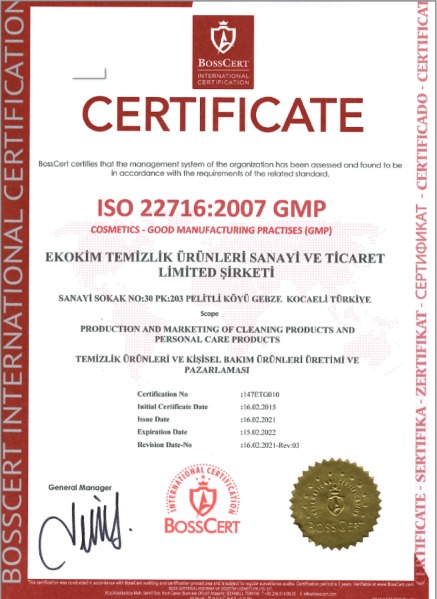 BOSSCERT
INTERNATIONAL
CERTIFICATION
CERTIFICATE
BossCert certifies that the management system of the organization has been assessed and found to be
in accordance with the requirements of the related standard.
ISO 22716:2007 GMP
COSMETICS - GOOD MANUFACTURING PRACTISES (GMP)
EKOKIM TEMİZLİK ÜRÜNLERİ SANAYİ VE TİCARET
LIMITED ŞİRKETİ
SANAYİ SOKAK NO:30 PK:203 PELİTLİ KÖYÜ GEBZE KOCAELİ TÜRKİYE
Scope
PRODUCTION AND MARKETING OF CLEANING PRODUCTS AND
PERSONAL CARE PRODUCTS
TEMİZLİK ÜRÜNLERİ VE KİŞİSEL BAKIM ÜRÜNLERİ ÜRETİMİ VE
PAZARLAMASI
Certification No :147ETG010
Initial Certificate Date :16.02.2015
Issue Date :16.02.2021
Expiration Date :15.02.2022
Revision Date-No :16.02.2021-Rev:03
General Manager
INTERNATIONAL CERTIFICATION
BOSSCERT
BOSSCERT
BOSSCERT INTERNATIONAL CERTIFICATION
CERTIFICATE - SERTIFIKA - ZERTIFIKAT - СЕРТИФИКАТ - CERTIFICADO - CERTIFICAT